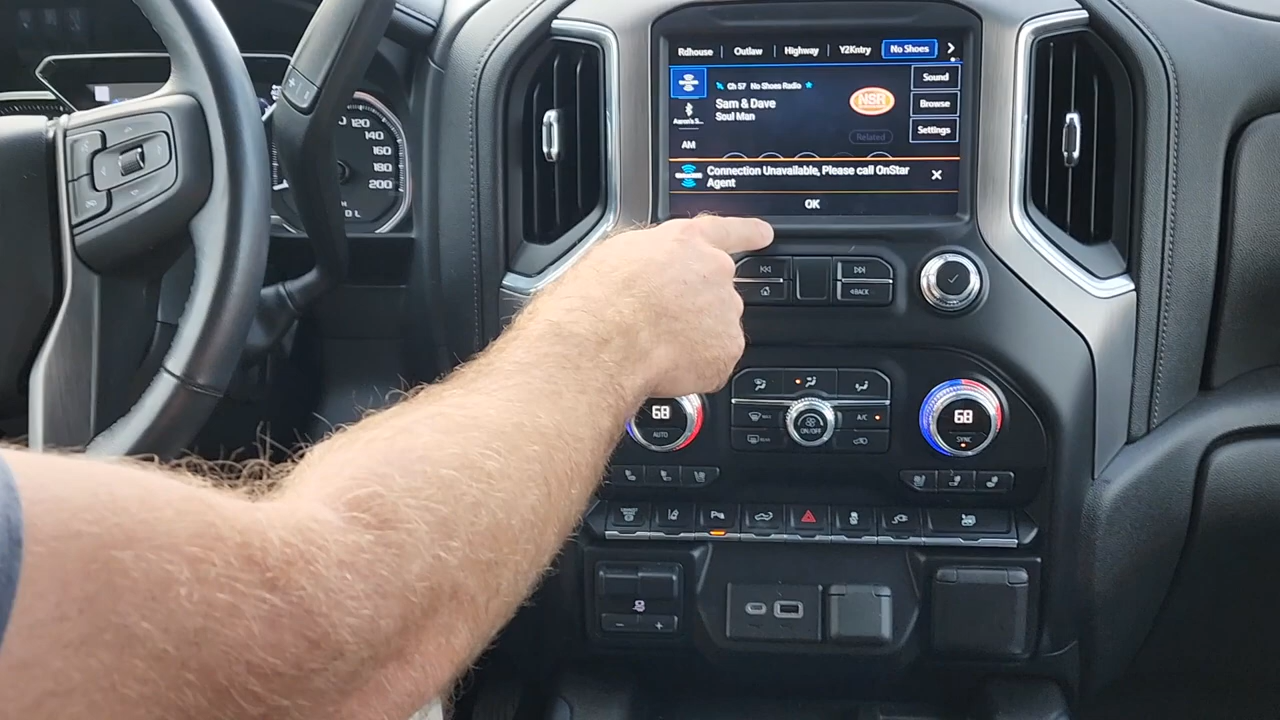 Rdhouse
Outlaw
Highway
Y2Kntry
No Shoes
Ch 57 No Shoes Radio
Sam & Dave
Soul Man
NSR
Related
Sound
Browse
Settings
AM
Connection Unavailable, Please call OnStar
Agent
OK
120
140
160
180
200
BACK
68
AUTO
ON/OFF
A/C
68
SYNC